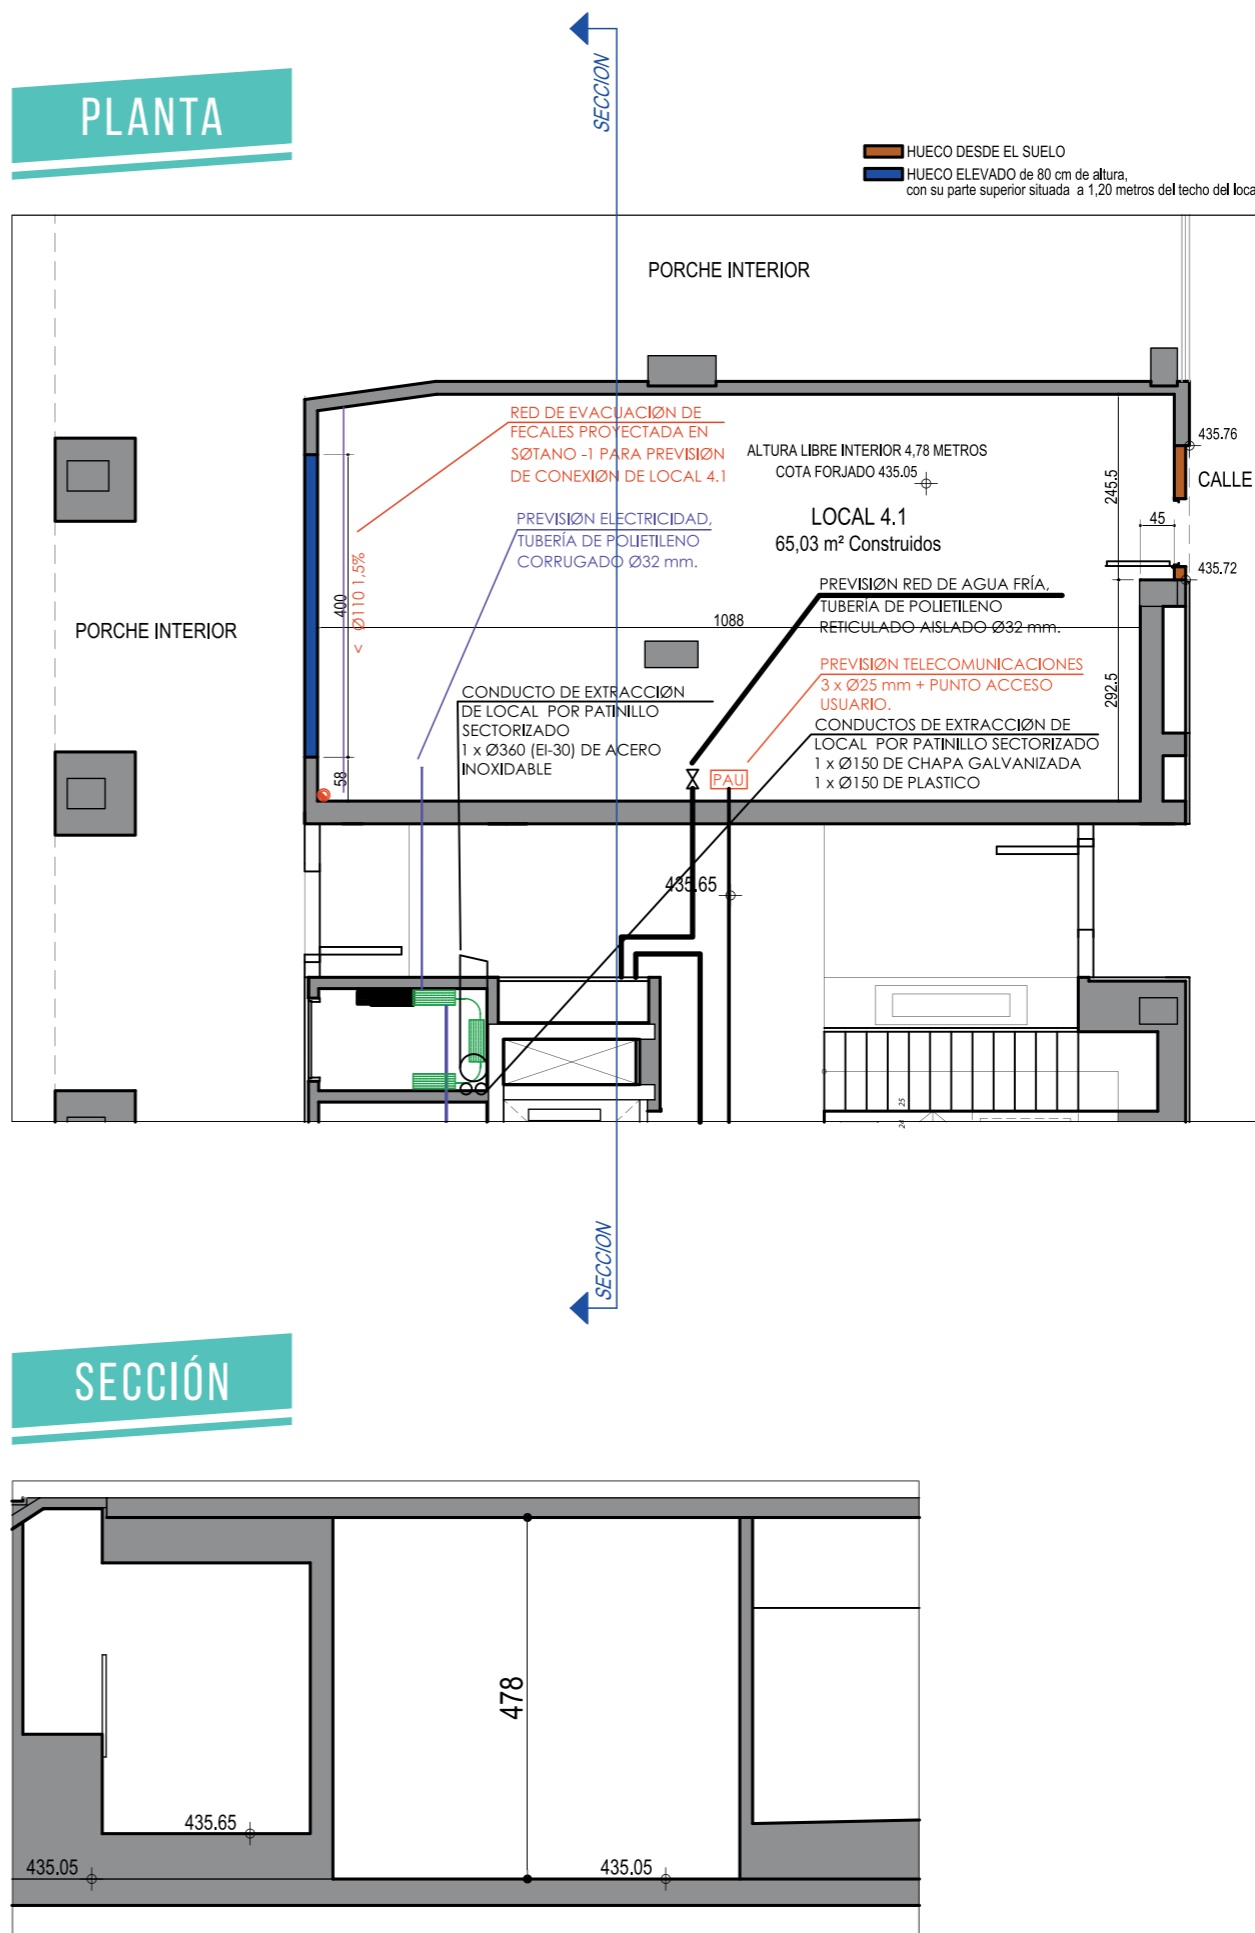 PLANTA
SECCION
HUECO DESDE EL SUELO
HUECO ELEVADO de 80 cm de altura,
con su parte superior situada a 1,20 metros del techo del loca
PORCHE INTERIOR
RED DE EVACUACIØN DE
FECALES PROYECTADA EN
SØTANO -1 PARA PREVISIØN
DE CONEXIØN DE LOCAL 4.1
ALTURA LIBRE INTERIOR 4,78 METROS
COTA FORJADO 435.05
435.76
CALLE
245.5
45
LOCAL 4.1
65,03 m² Construidos
PREVISIØN ELECTRICIDAD,
TUBERÍA DE POLIETILENO
CORRUGADO Ø32 mm.
435.72
< Ø110 1,5%
400
PREVISIØN RED DE AGUA FRÍA,
TUBERÍA DE POLIETILENO
RETICULADO AISLADO Ø32 mm.
PORCHE INTERIOR
1088
PREVISIØN TELECOMUNICACIONES
3 x Ø25 mm + PUNTO ACCESO
USUARIO.
292.5
CONDUCTO DE EXTRACCIØN
DE LOCAL POR PATINILLO
SECTORIZADO
1 x Ø360 (EI-30) DE ACERO
INOXIDABLE
CONDUCTOS DE EXTRACCIØN DE
LOCAL POR PATINILLO SECTORIZADO
1 x Ø150 DE CHAPA GALVANIZADA
1 x Ø150 DE PLASTICO
58
PAU
435.65
25
24
SECCION
SECCIÓN
478
435.65
435.05
435.05